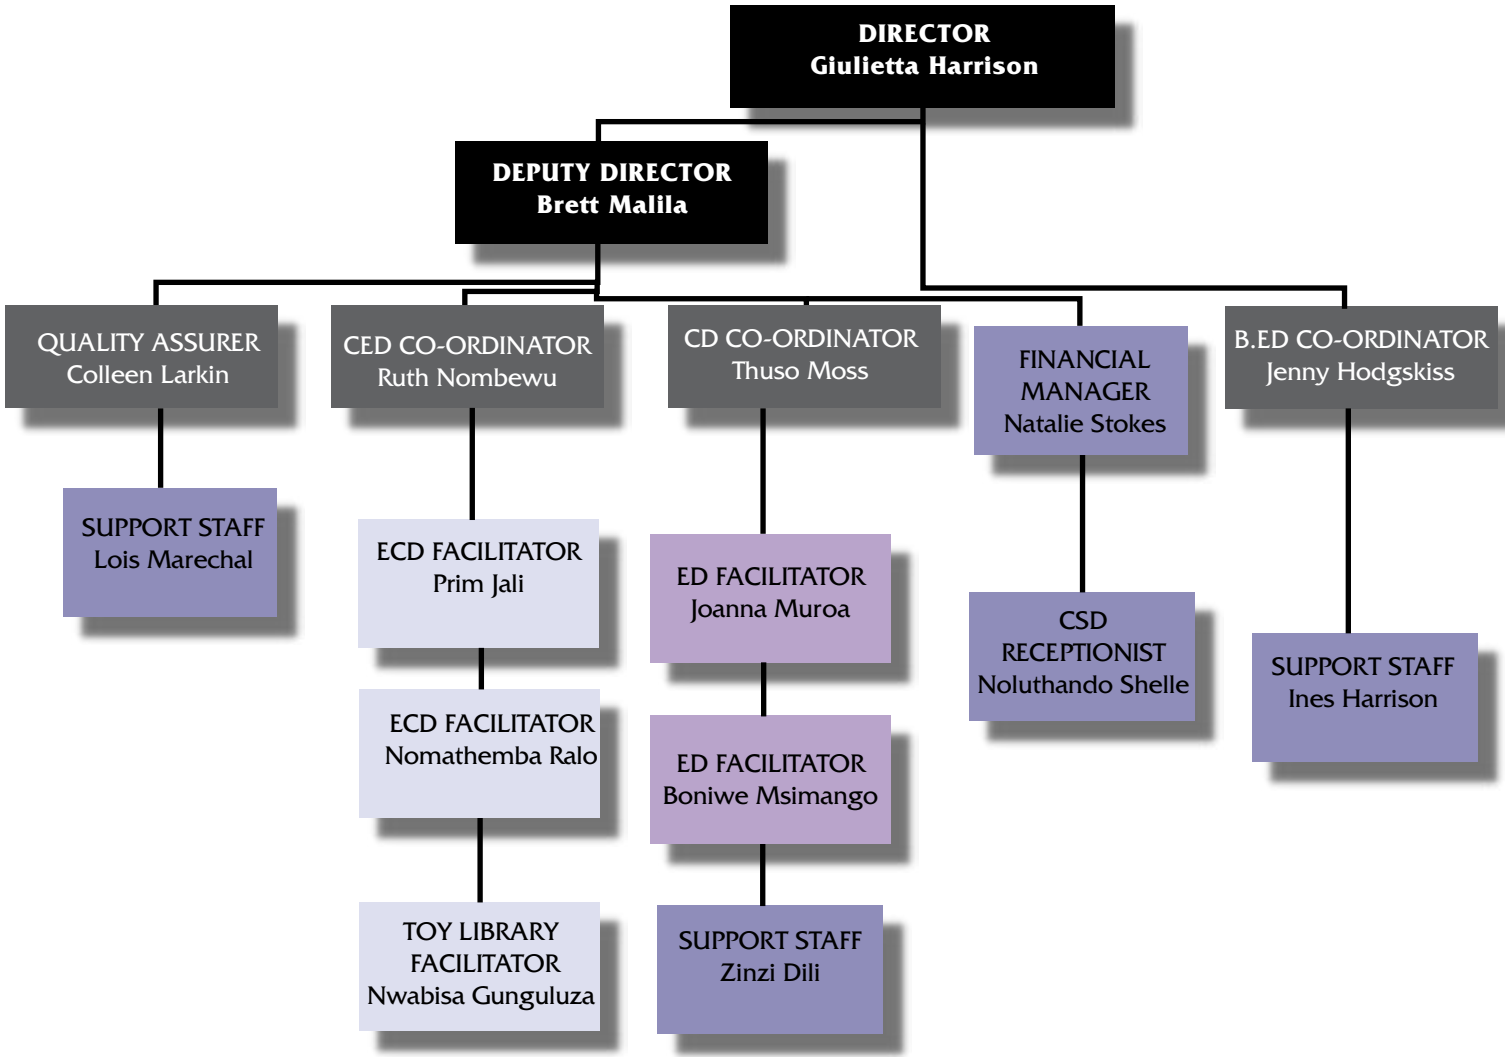 DIRECTOR
Giulietta Harrison
DEPUTY DIRECTOR
Brett Malila
QUALITY ASSURER
Colleen Larkin
CED CO-ORDINATOR
Ruth Nombewu
CD CO-ORDINATOR
Thuso Moss
FINANCIAL
MANAGER
Natalie Stokes
B.ED CO-ORDINATOR
Jenny Hodgskiss
SUPPORT STAFF
Lois Marechal
ECD FACILITATOR
Prim Jali
ED FACILITATOR
Joanna Muroa
CSD
RECEPTIONIST
Noluthando Shelle
SUPPORT STAFF
Ines Harrison
ECD FACILITATOR
Nomathemba Ralo
ED FACILITATOR
Boniwe Msimango
TOY LIBRARY
FACILITATOR
Nwabisa Gunguluza
SUPPORT STAFF
Zinzi Dili